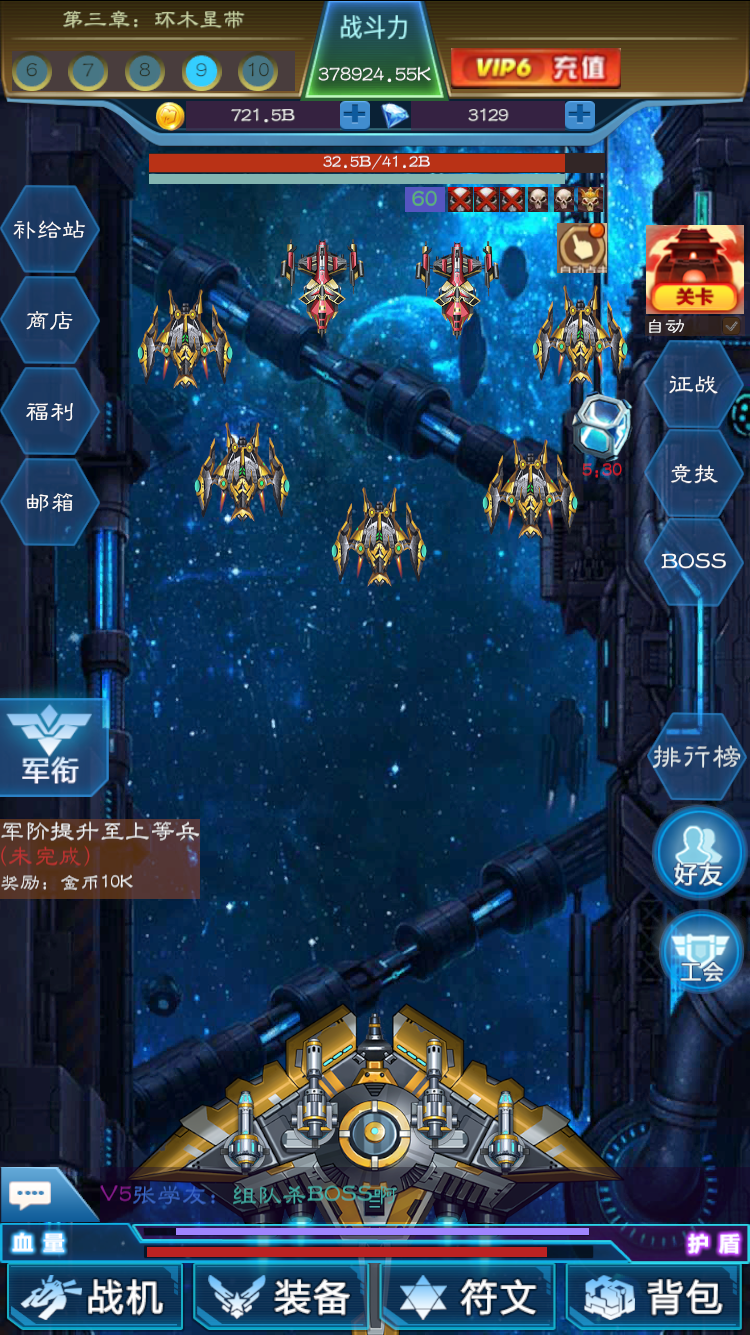 第三章：环木星带
战斗力
6 7 8 9 10
378924.55K
VIP6 充值
721.5B
3129
32.5B/41.2B
60
补给站
自动点击
关卡
商店
自动
征战
福利
5:30
竞技
邮箱
BOSS
军衔
排行榜
军阶提升至上等兵
(未完成)
奖励：金币10K
好友
工会
V5张学友：组队杀BOSS啊
血量
护盾
战机
装备
符文
背包